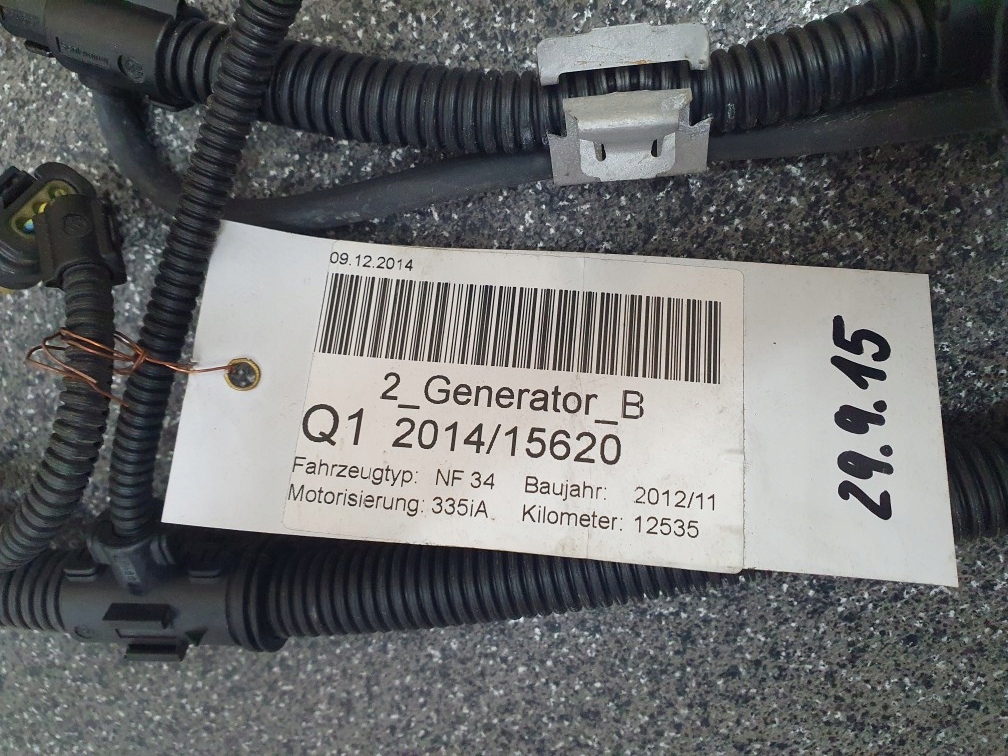 09.12.2014
2_Generator_B
Q1 2014/15620
Fahrzeugtyp: NF 34 Baujahr: 2012/11
Motorisierung: 335iA Kilometer: 12535
29.9.15